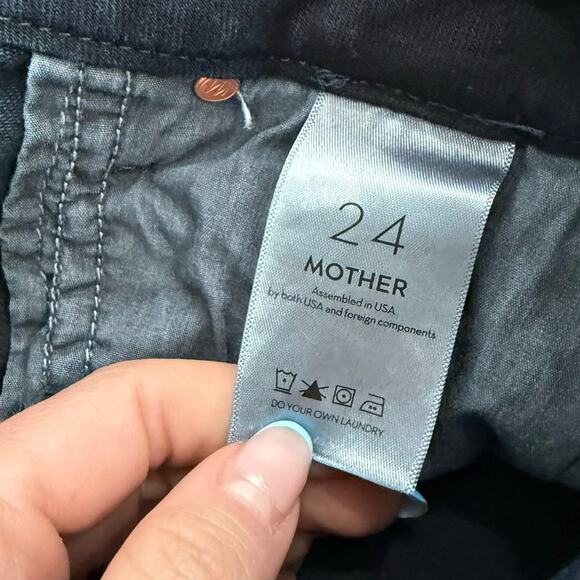 24
MOTHER
Assembled in USA
by both USA and foreign components
DO YOUR OWN LAUNDRY